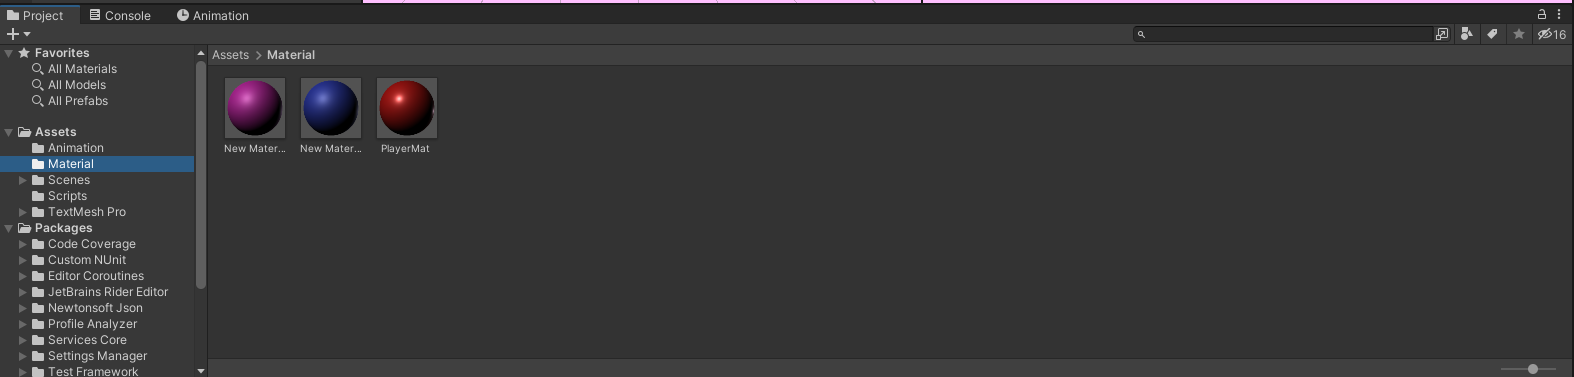 Project
Console
Animation
16
Favorites
All Materials
All Models
All Prefabs
Assets
Animation
Material
Scenes
Scripts
TextMesh Pro
Packages
Code Coverage
Custom NUnit
Editor Coroutines
JetBrains Rider Editor
Newtonsoft Json
Profile Analyzer
Services Core
Settings Manager
Test Framework
Assets > Material
New Mater...
New Mater...
PlayerMat